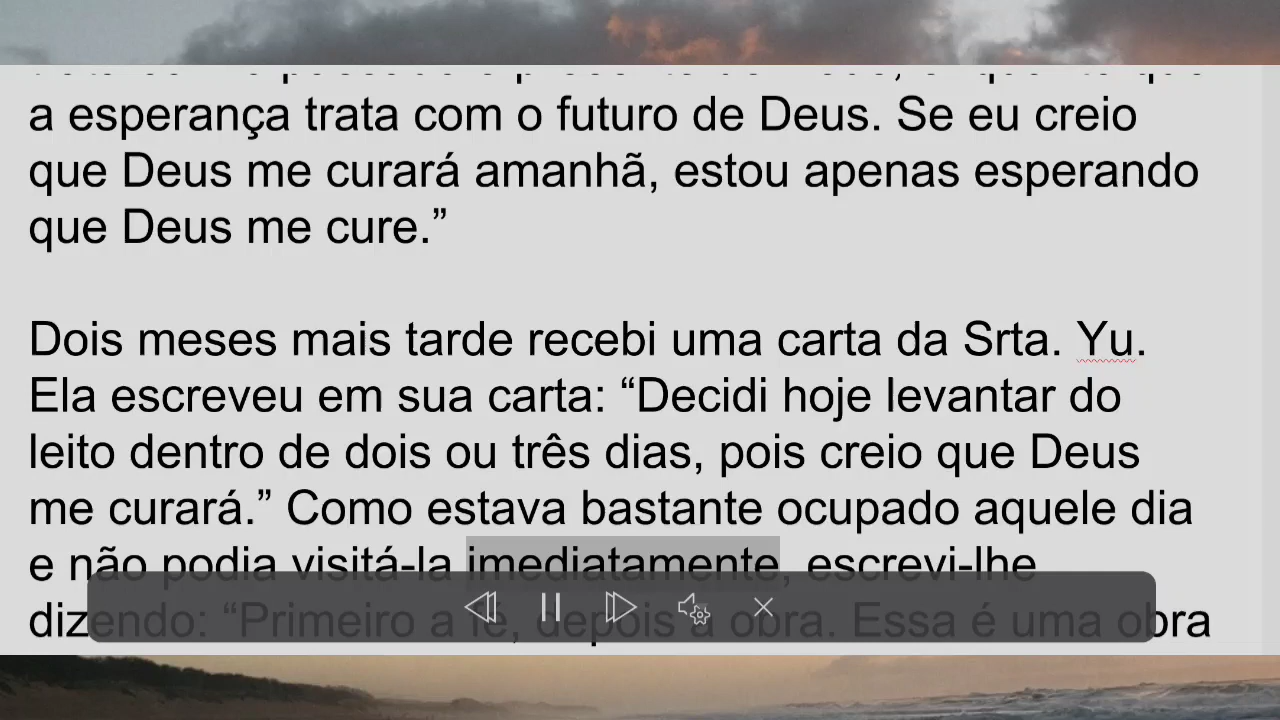 a esperança trata com o futuro de Deus. Se eu creio
que Deus me curará amanhã, estou apenas esperando
que Deus me cure.”
Dois meses mais tarde recebi uma carta da Srta. Yu.
Ela escreveu em sua carta: “Decidi hoje levantar do
leito dentro de dois ou três dias, pois creio que Deus
me curará.” Como estava bastante ocupado aquele dia
e não podia visitá-la imediatamente, escrevi-lhe
dizendo: “Primeiro a fé, depois a obra. Essa é uma obra